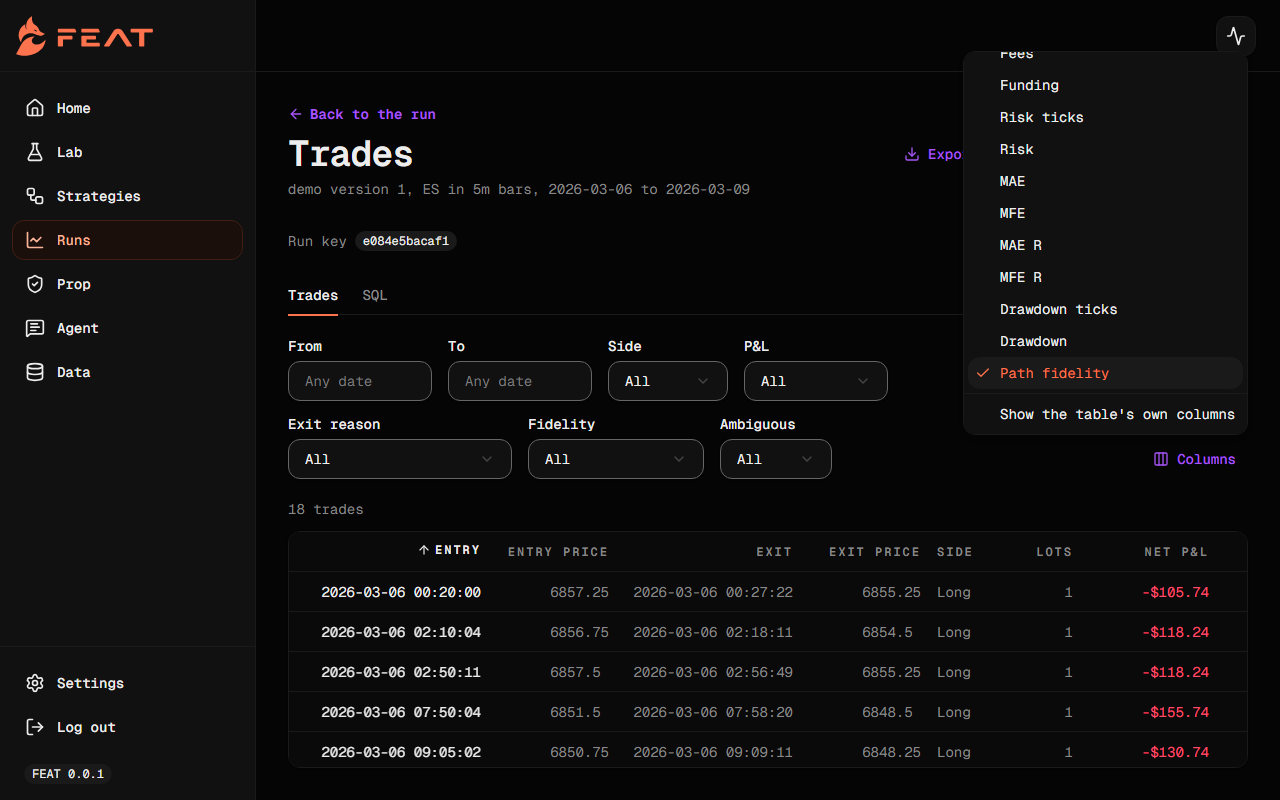 FEAT
Home
Lab
Strategies
Runs
Prop
Agent
Data
Settings
Log out
FEAT 0.0.1
Back to the run
Trades
demo version 1, ES in 5m bars, 2026-03-06 to 2026-03-09
Run key e084e5bacaf1
Expo
Trades SQL
From To Side P&L
Any date Any date All All
Exit reason Fidelity Ambiguous
All All All
Fees
Funding
Risk ticks
Risk
MAE
MFE
MAE R
MFE R
Drawdown ticks
Drawdown
Path fidelity
Show the table's own columns
Columns
18 trades
ENTRY ENTRY PRICE EXIT EXIT PRICE SIDE LOTS NET P&L
2026-03-06 00:20:00 6857.25 2026-03-06 00:27:22 6855.25 Long 1 -$105.74
2026-03-06 02:10:04 6856.75 2026-03-06 02:18:11 6854.5 Long 1 -$118.24
2026-03-06 02:50:11 6857.5 2026-03-06 02:56:49 6855.25 Long 1 -$118.24
2026-03-06 07:50:04 6851.5 2026-03-06 07:58:20 6848.5 Long 1 -$155.74
2026-03-06 09:05:02 6850.75 2026-03-06 09:09:11 6848.25 Long 1 -$130.74